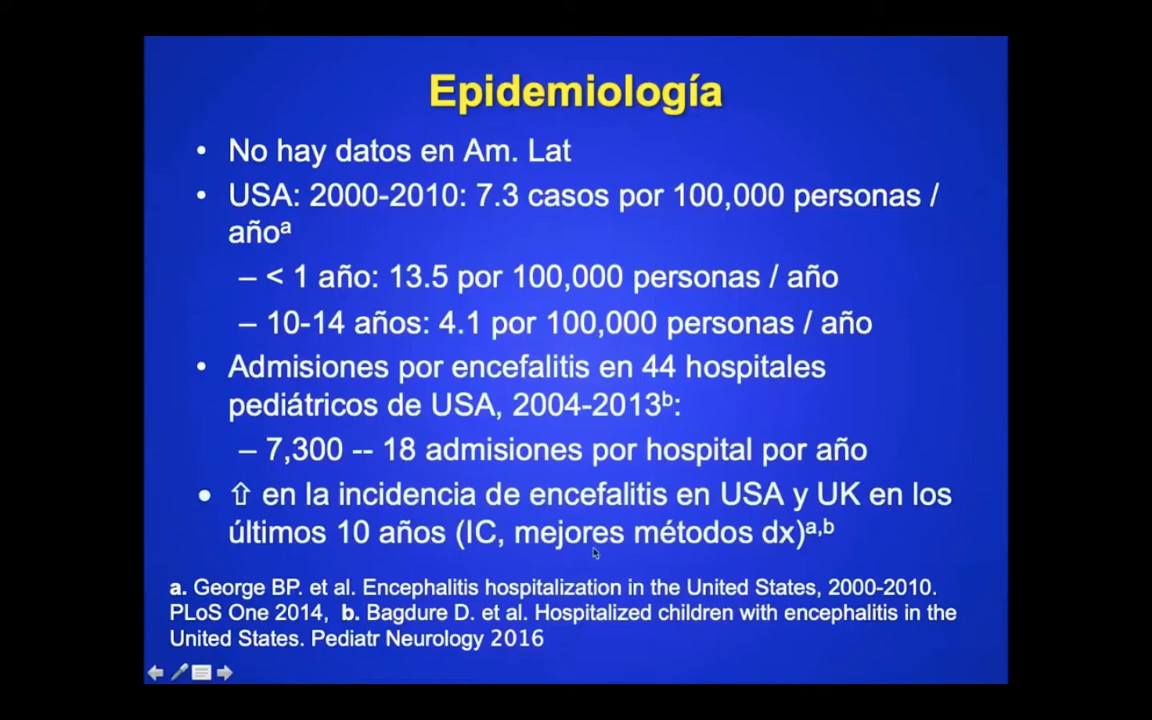 Epidemiología
• No hay datos en Am. Lat
• USA: 2000-2010: 7.3 casos por 100,000 personas /
añoᵃ
– < 1 año: 13.5 por 100,000 personas / año
– 10-14 años: 4.1 por 100,000 personas / año
• Admisiones por encefalitis en 44 hospitales
pediátricos de USA, 2004-2013ᵇ:
– 7,300 -- 18 admisiones por hospital por año
• ⇧ en la incidencia de encefalitis en USA y UK en los
últimos 10 años (IC, mejores métodos dx)ᵃ,ᵇ
a. George BP. et al. Encephalitis hospitalization in the United States, 2000-2010.
PLoS One 2014, b. Bagdure D. et al. Hospitalized children with encephalitis in the
United States. Pediatr Neurology 2016